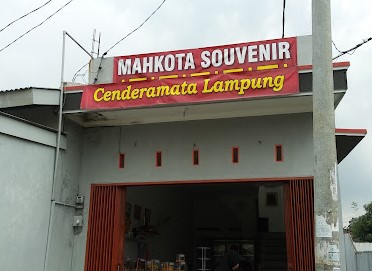 MAHKOTA SOUVENIR
Cenderamata Lampung